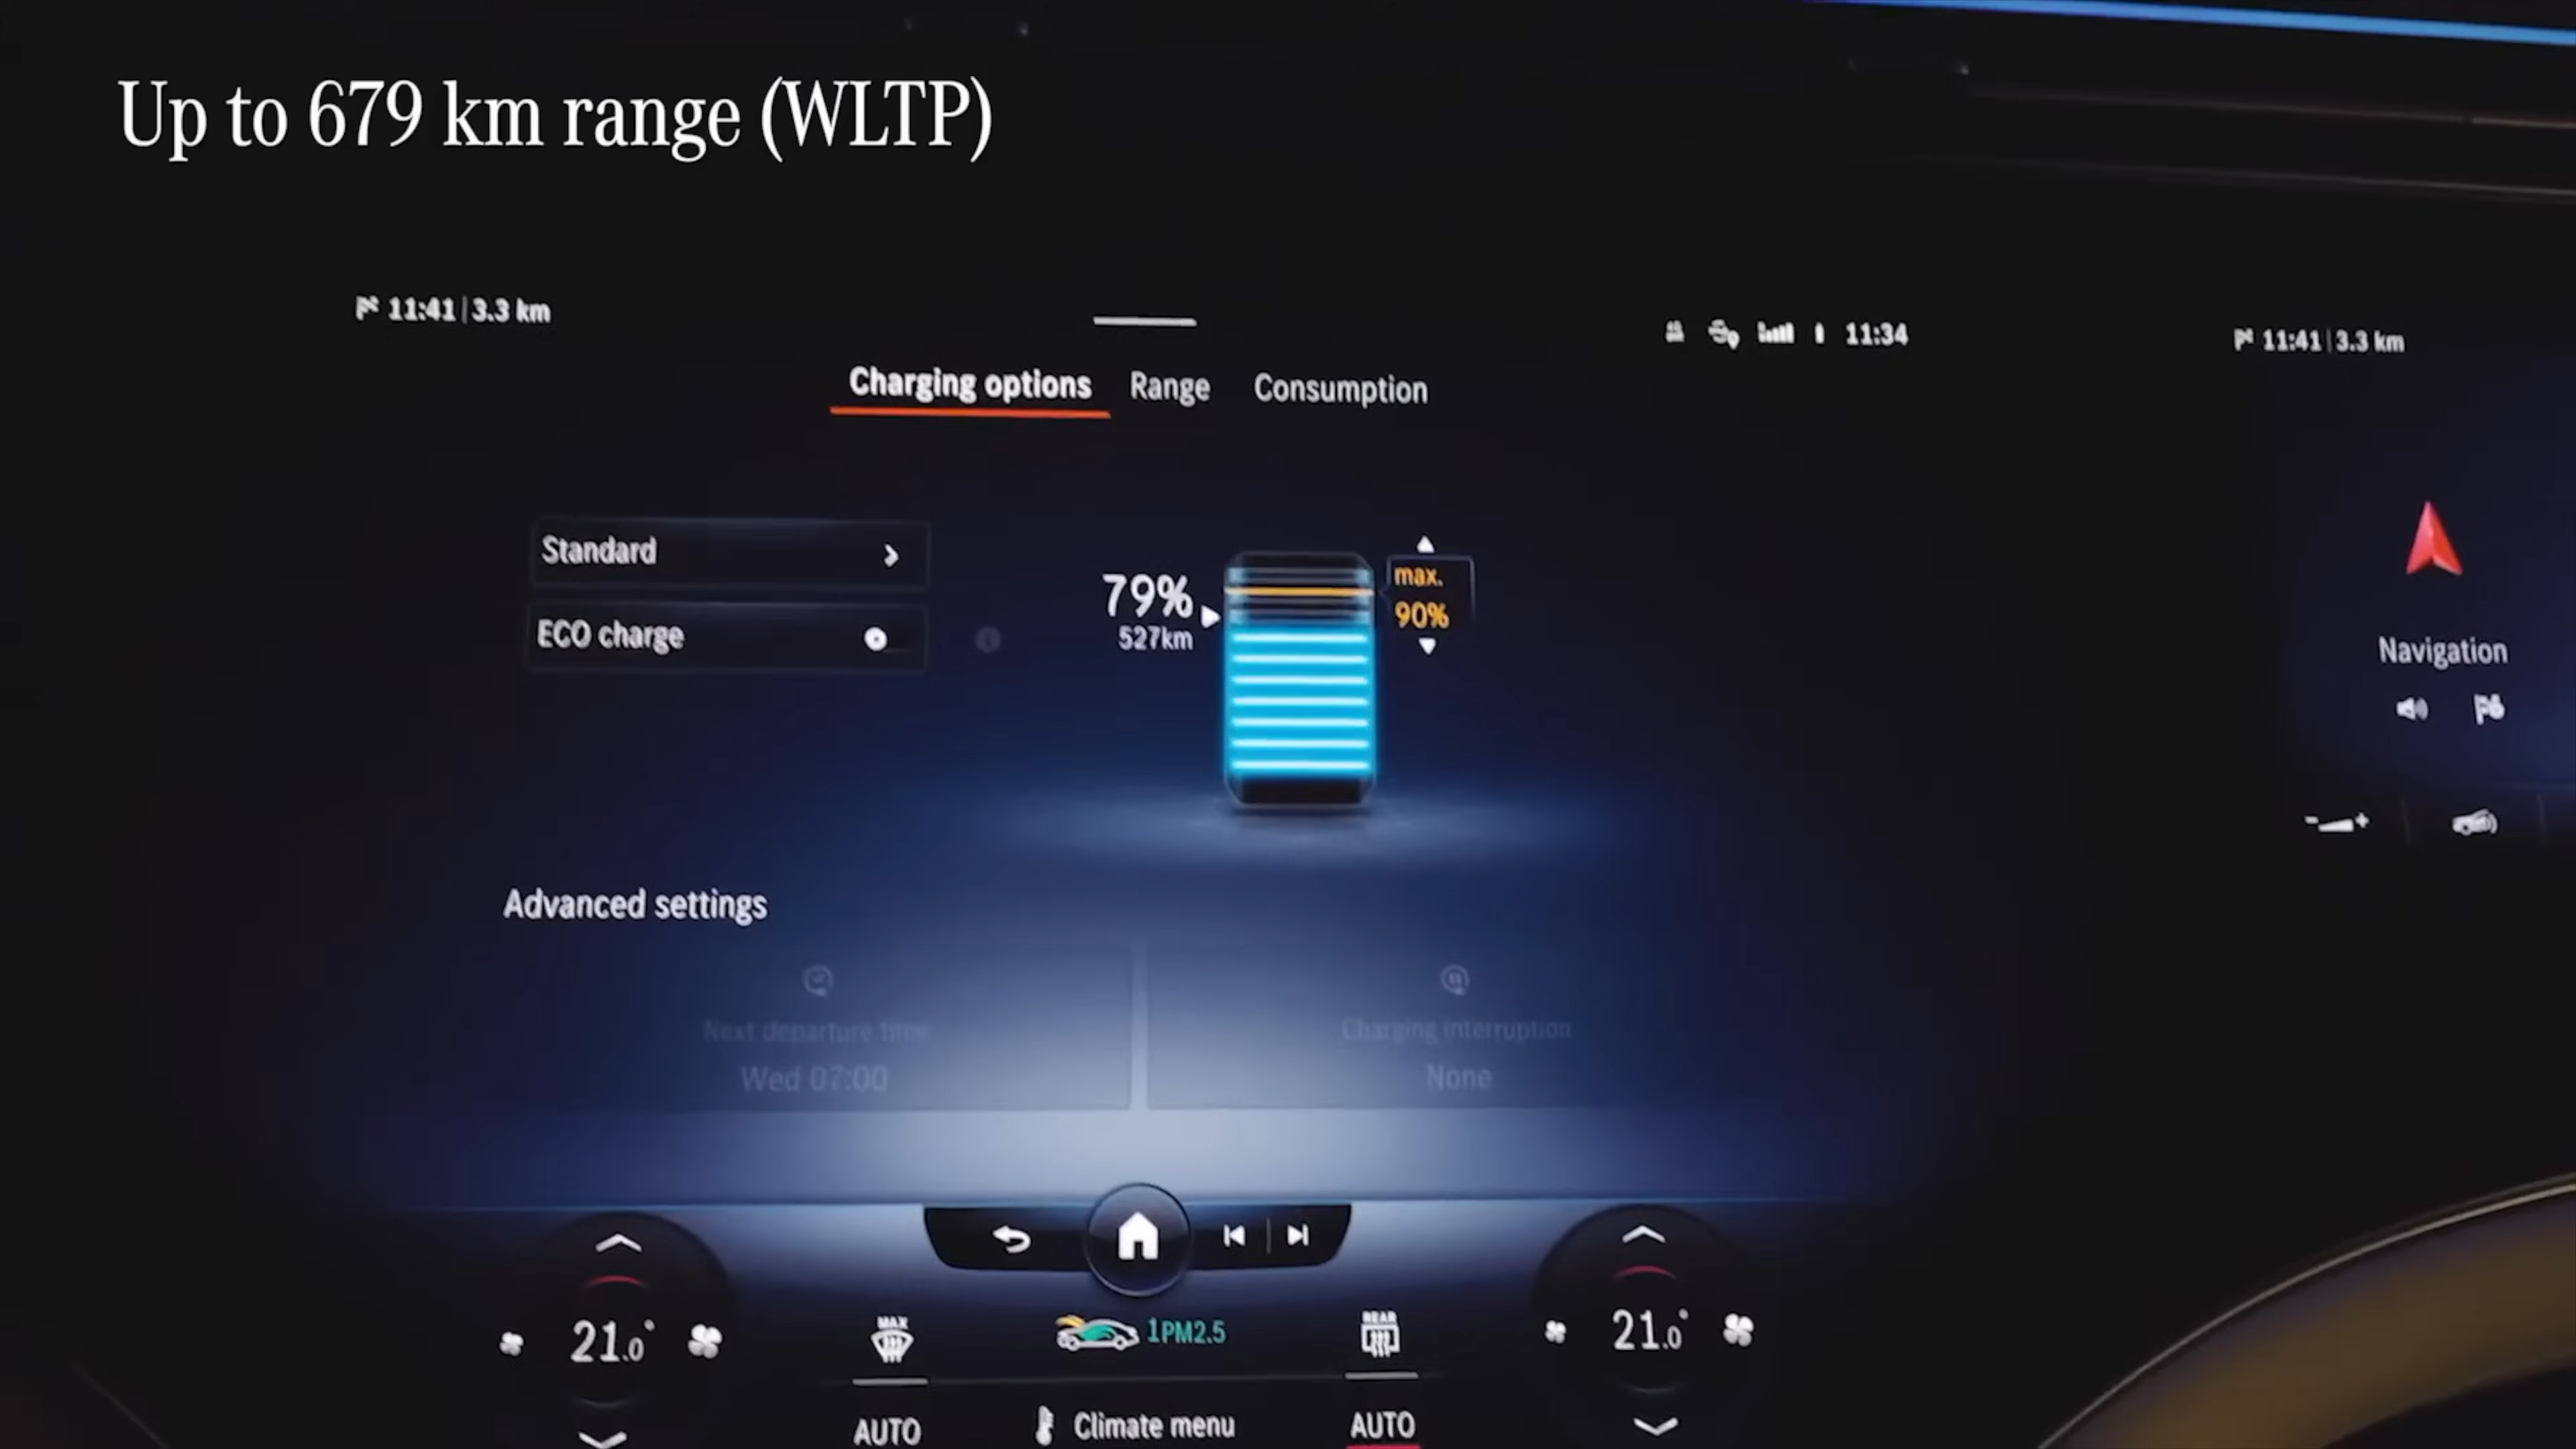 Up to 679 km range (WLTP)
11:41 | 3.3 km
11:34
11:41 | 3.3 km
Charging options
Range
Consumption
Standard
ECO charge
79%
527km
max.
90%
Navigation
Advanced settings
Next departure time
Wed 07:00
Charging interruption
None
21.0°
MAX
1PM2.5
REAR
21.0°
AUTO
Climate menu
AUTO